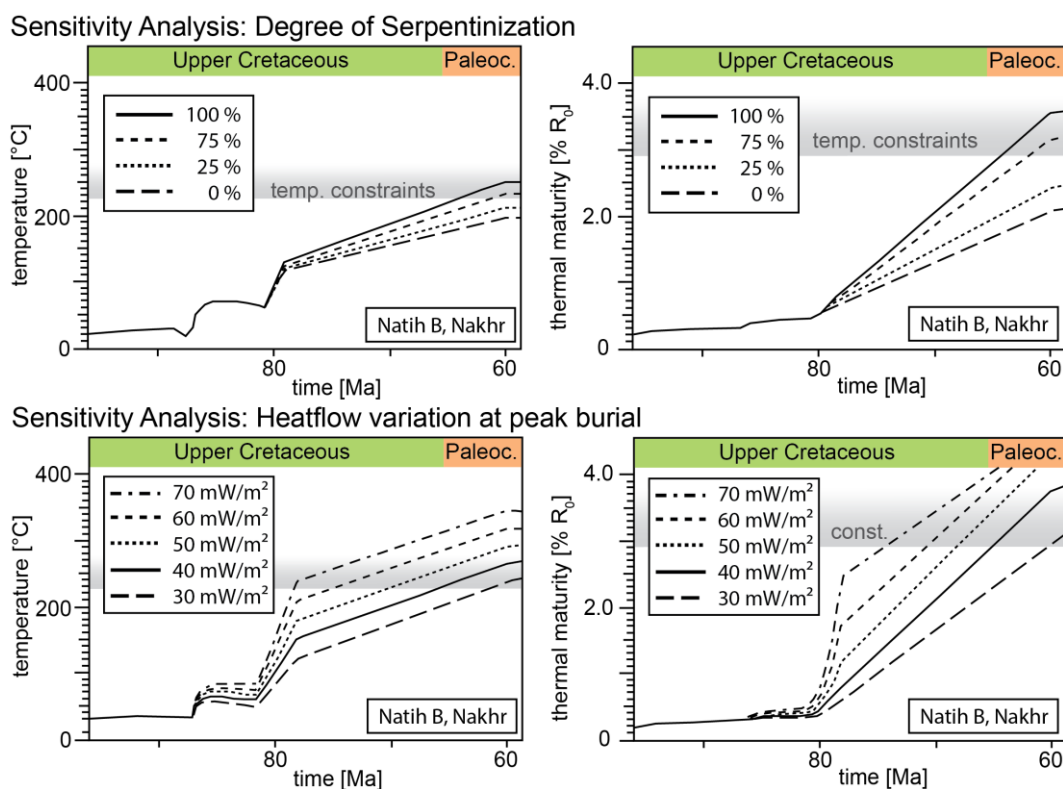 Sensitivity Analysis: Degree of Serpentinization
Upper Cretaceous Paleoc.
400
200
0
temperature [°C]
100 %
75 %
25 %
0 %
temp. constraints
Natih B, Nakhr
80 60
time [Ma]
Upper Cretaceous Paleoc.
4.0
2.0
0
thermal maturity [% R₀]
100 %
75 %
25 %
0 %
temp. constraints
Natih B, Nakhr
80 60
time [Ma]
Sensitivity Analysis: Heatflow variation at peak burial
Upper Cretaceous Paleoc.
400
200
0
temperature [°C]
70 mW/m²
60 mW/m²
50 mW/m²
40 mW/m²
30 mW/m²
Natih B, Nakhr
80 60
time [Ma]
Upper Cretaceous Paleoc.
4.0
2.0
0
thermal maturity [% R₀]
70 mW/m²
60 mW/m²
50 mW/m²
40 mW/m²
30 mW/m²
const.
Natih B, Nakhr
80 60
time [Ma]